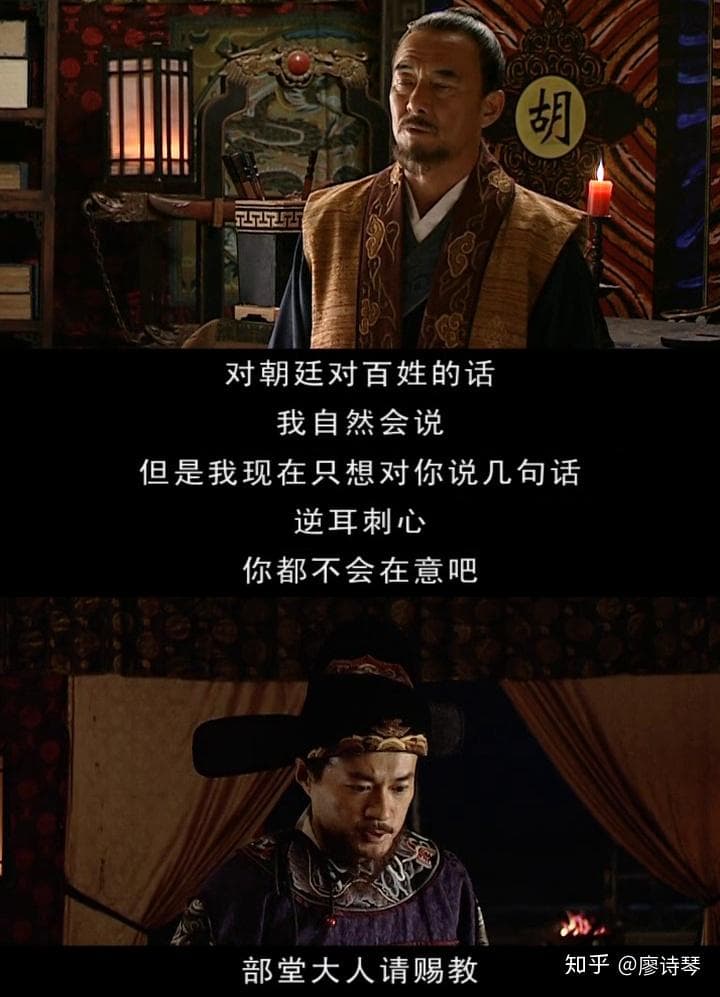 胡
对朝廷对百姓的话
我自然会说
但是我现在只想对你说几句话
逆耳刺心
你都不会在意吧
部堂大人请赐教
知乎 @廖诗琴